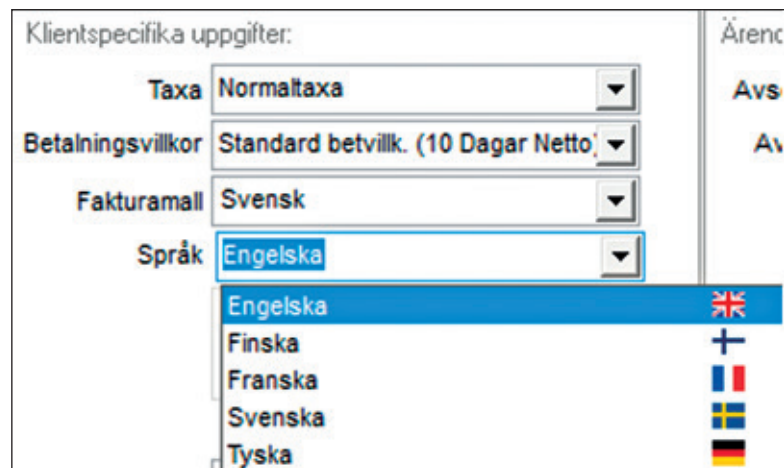 Klientspecifika uppgifter:
Taxa Normaltaxa
Betalningsvillkor Standard betvillk. (10 Dagar Netto)
Fakturamall Svensk
Språk Engelska
Engelska
Finska
Franska
Svenska
Tyska